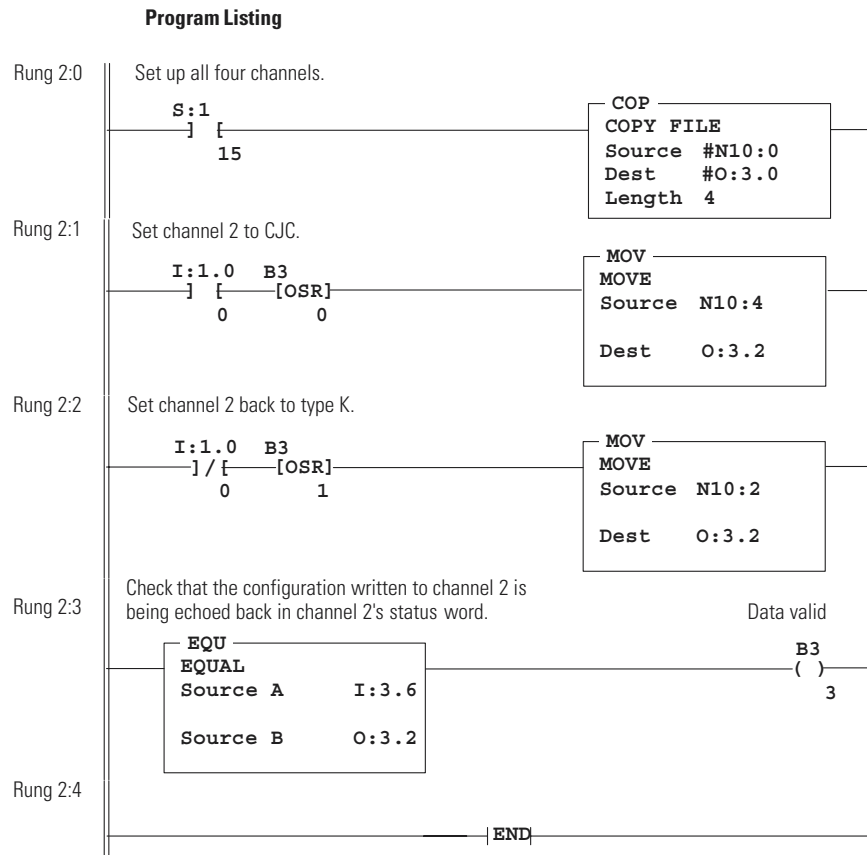 Program Listing
Rung 2:0
Set up all four channels.
S:1
] [
15
COP
COPY FILE
Source #N10:0
Dest #O:3.0
Length 4
Rung 2:1
Set channel 2 to CJC.
I:1.0 B3
] [ [OSR]
0 0
MOV
MOVE
Source N10:4
Dest O:3.2
Rung 2:2
Set channel 2 back to type K.
I:1.0 B3
]/[ [OSR]
0 1
MOV
MOVE
Source N10:2
Dest O:3.2
Rung 2:3
Check that the configuration written to channel 2 is
being echoed back in channel 2's status word.
Data valid
EQU
EQUAL
Source A I:3.6
Source B O:3.2
B3
( )
3
Rung 2:4
END